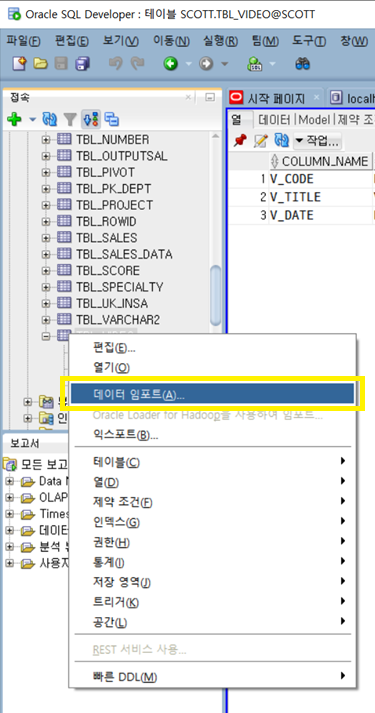 Oracle SQL Developer : 테이블 SCOTT.TBL_VIDEO@SCOTT
파일(F) 편집(E) 보기(V) 이동(N) 실행(R) 팀(M) 도구(T) 창(W)
접속
시작 페이지
열 데이터 Model 제약 조
작업...
COLUMN_NAME
1 V_CODE
2 V_TITLE
3 V_DATE
TBL_NUMBER
TBL_OUTPUTSAL
TBL_PIVOT
TBL_PK_DEPT
TBL_PROJECT
TBL_ROWID
TBL_SALES
TBL_SALES_DATA
TBL_SCORE
TBL_SPECIALTY
TBL_UK_INSA
TBL_VARCHAR2
편집(E)...
열기(O)
데이터 임포트(A)...
Oracle Loader for Hadoop을 사용하여 임포트...
익스포트(B)...
테이블(C)
열(D)
제약 조건(F)
인덱스(G)
권한(H)
통계(I)
저장 영역(J)
트리거(K)
공간(L)
REST 서비스 사용...
빠른 DDL(M)
보고서
모든 보고
Data
OLAP
Times
데이터
분석
사용자